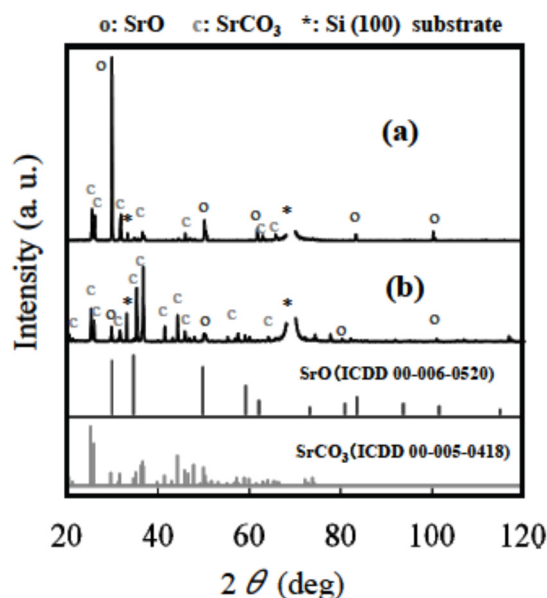 o: SrO c: SrCO₃ *: Si (100) substrate
Intensity (a. u.)
(a)
o
c
c
c
*
c
c
o
o
c
c
*
o
o
(b)
c
c
c
o
c
*
c
c
c
c
c
o
c
c
*
o
o
SrO(ICDD 00-006-0520)
SrCO₃(ICDD 00-005-0418)
20 40 60 80 100 120
2 θ (deg)